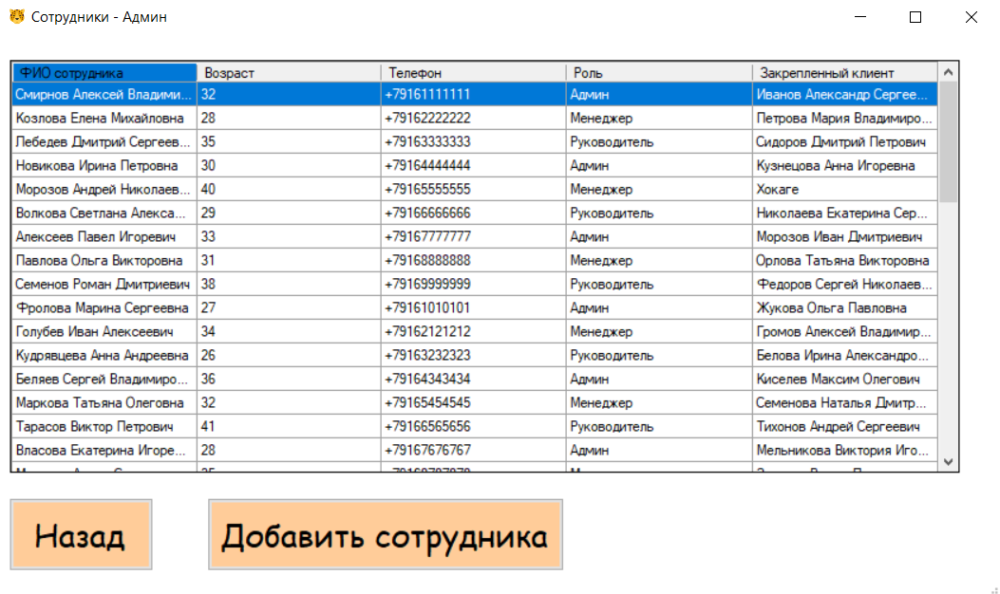 Сотрудники - Админ
ФИО сотрудника Возраст Телефон Роль Закрепленный клиент
Смирнов Алексей Владими... 32 +79161111111 Админ Иванов Александр Сергее...
Козлова Елена Михайловна 28 +79162222222 Менеджер Петрова Мария Владимиро...
Лебедев Дмитрий Сергеев... 35 +79163333333 Руководитель Сидоров Дмитрий Петрович
Новикова Ирина Петровна 30 +79164444444 Админ Кузнецова Анна Игоревна
Морозов Андрей Николаев... 40 +79165555555 Менеджер Хокаге
Волкова Светлана Алекса... 29 +79166666666 Руководитель Николаева Екатерина Сер...
Алексеев Павел Игоревич 33 +79167777777 Админ Морозов Иван Дмитриевич
Павлова Ольга Викторовна 31 +79168888888 Менеджер Орлова Татьяна Викторовна
Семенов Роман Дмитриевич 38 +79169999999 Руководитель Федоров Сергей Николаев...
Фролова Марина Сергеевна 27 +79161010101 Админ Жукова Ольга Павловна
Голубев Иван Алексеевич 34 +79162121212 Менеджер Громов Алексей Владимир...
Кудрявцева Анна Андреевна 26 +79163232323 Руководитель Белова Ирина Александро...
Беляев Сергей Владимиро... 36 +79164343434 Админ Киселев Максим Олегович
Маркова Татьяна Олеговна 32 +79165454545 Менеджер Семенова Наталья Дмитр...
Тарасов Виктор Петрович 41 +79166565656 Руководитель Тихонов Андрей Сергеевич
Власова Екатерина Игоре... 28 +79167676767 Админ Мельникова Виктория Иго...
Назад Добавить сотрудника